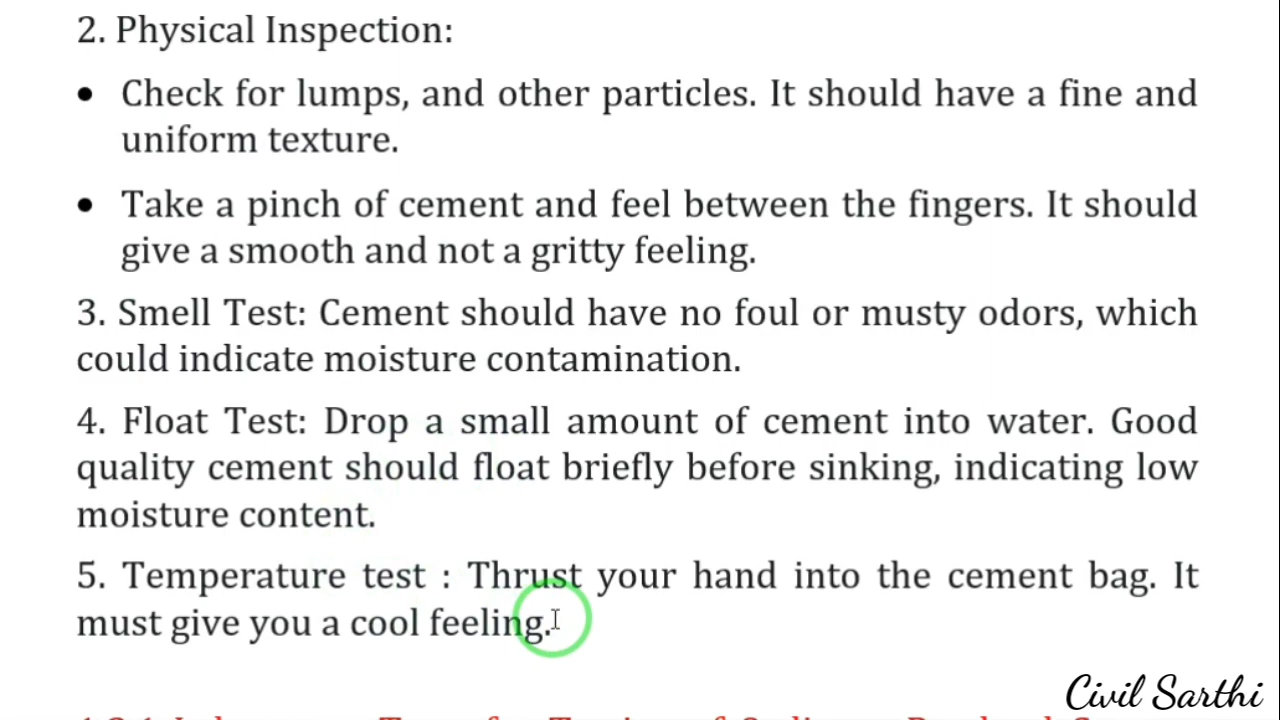 2. Physical Inspection:
• Check for lumps, and other particles. It should have a fine and
uniform texture.
• Take a pinch of cement and feel between the fingers. It should
give a smooth and not a gritty feeling.
3. Smell Test: Cement should have no foul or musty odors, which
could indicate moisture contamination.
4. Float Test: Drop a small amount of cement into water. Good
quality cement should float briefly before sinking, indicating low
moisture content.
5. Temperature test : Thrust your hand into the cement bag. It
must give you a cool feeling.
Civil Sarthi